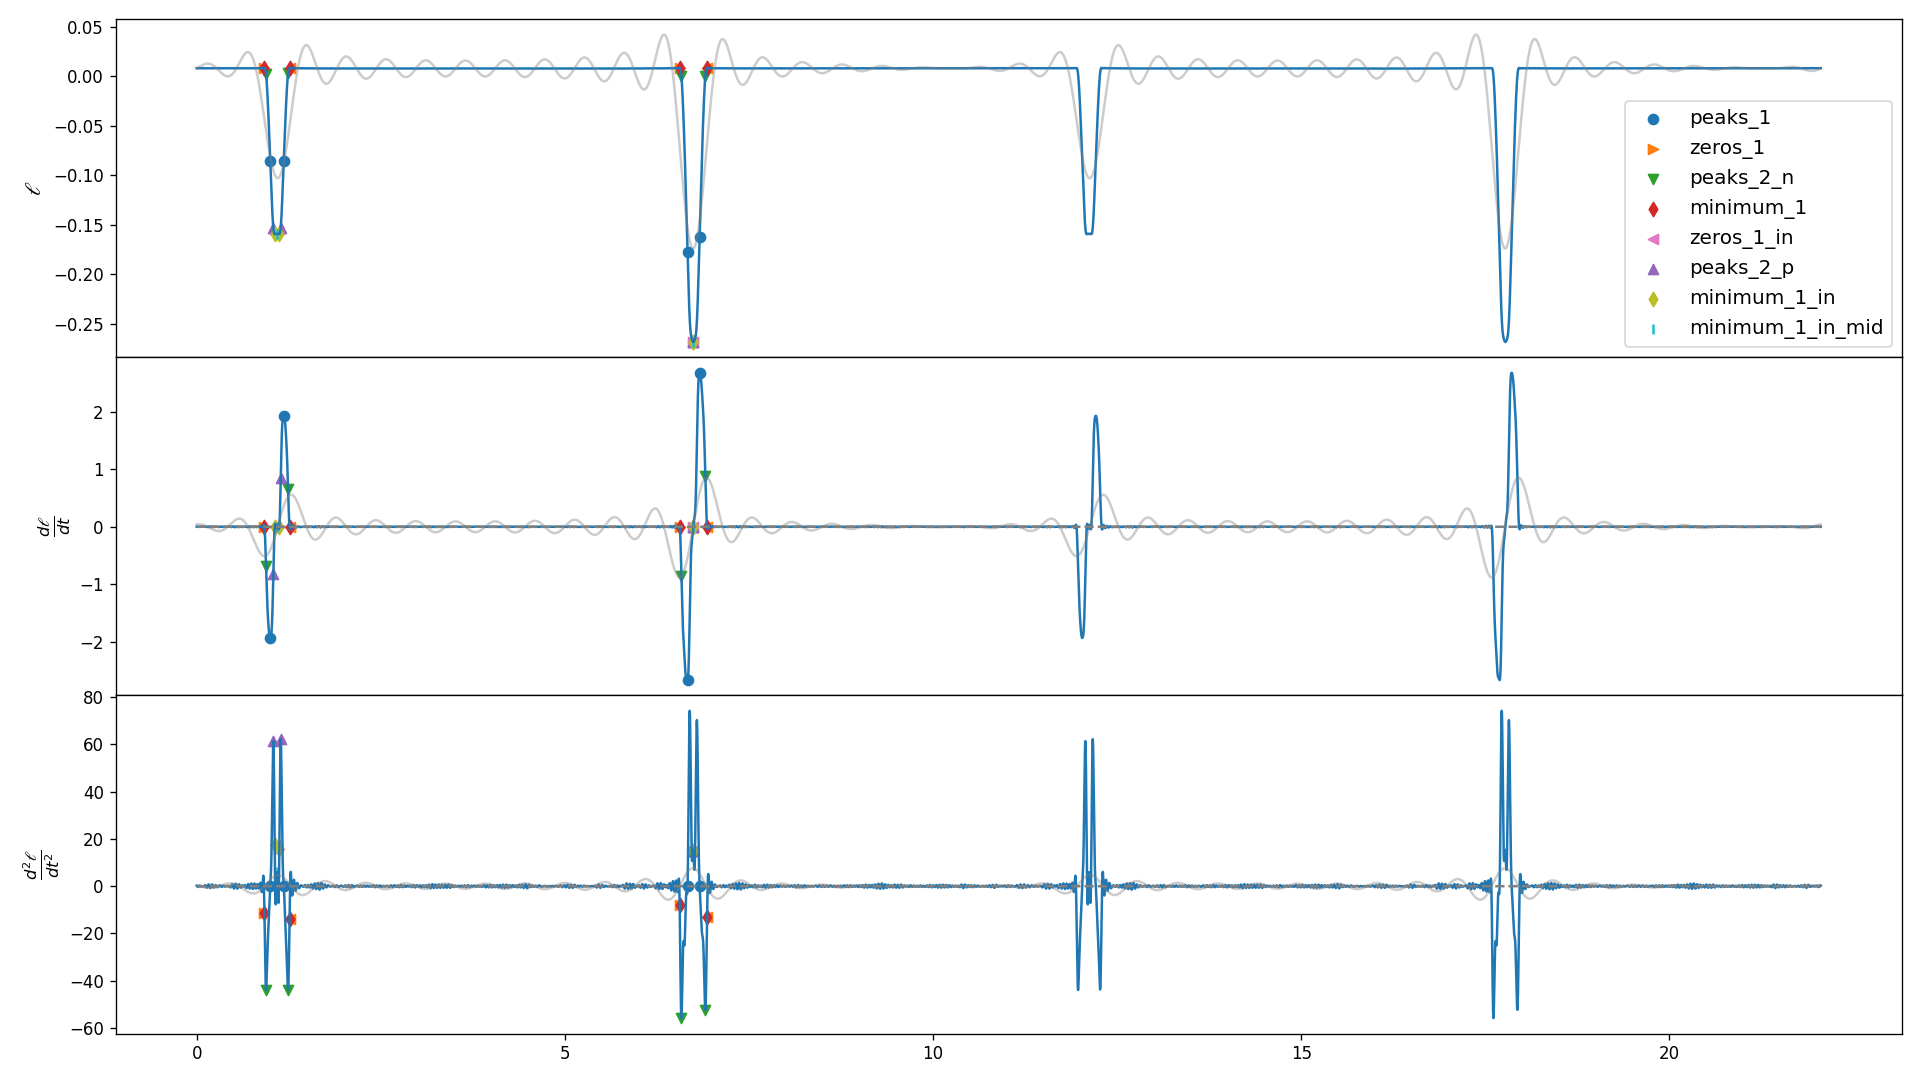 0.05
0.00
−0.05
−0.10
−0.15
−0.20
−0.25
ℓ
peaks_1
zeros_1
peaks_2_n
minimum_1
zeros_1_in
peaks_2_p
minimum_1_in
minimum_1_in_mid
2
1
0
−1
−2
dℓ/dt
80
60
40
20
0
−20
−40
−60
d²ℓ/dt²
0 5 10 15 20